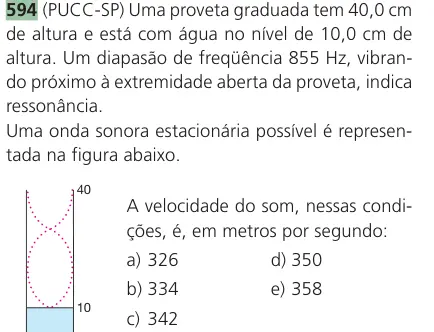 594 (PUCC-SP) Uma proveta graduada tem 40,0 cm
de altura e está com água no nível de 10,0 cm de
altura. Um diapasão de freqüência 855 Hz, vibran-
do próximo à extremidade aberta da proveta, indica
ressonância.
Uma onda sonora estacionária possível é represen-
tada na figura abaixo.
40
A velocidade do som, nessas condi-
ções, é, em metros por segundo:
a) 326 d) 350
b) 334 e) 358
10
c) 342